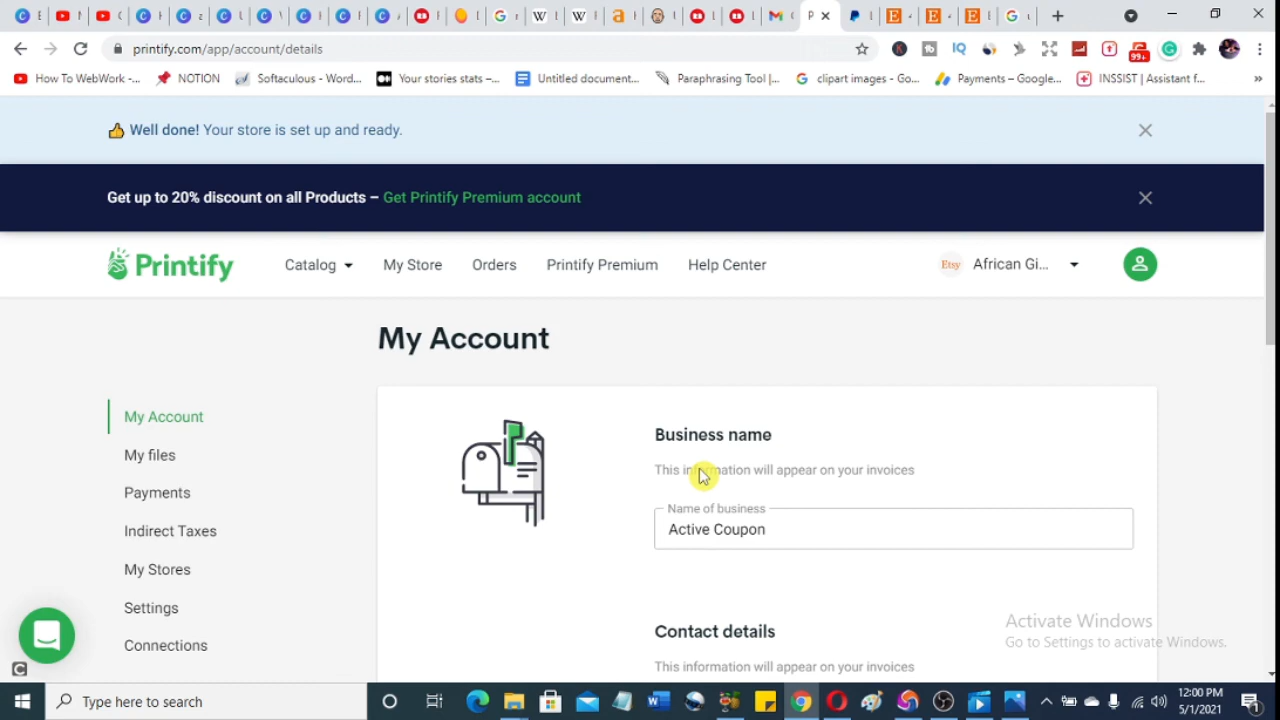 printify.com/app/account/details
99+
How To WebWork -...
NOTION
Softaculous - Word...
Your stories stats –...
Untitled document...
Paraphrasing Tool |...
clipart images - Go...
Payments – Google...
INSSIST | Assistant f...
Well done! Your store is set up and ready.
Get up to 20% discount on all Products – Get Printify Premium account
Printify
Catalog
My Store
Orders
Printify Premium
Help Center
Etsy
African Gi...
My Account
My Account
My files
Payments
Indirect Taxes
My Stores
Settings
Connections
Business name
This information will appear on your invoices
Name of business
Active Coupon
Contact details
This information will appear on your invoices
Activate Windows
Go to Settings to activate Windows.
Type here to search
12:00 PM
5/1/2021